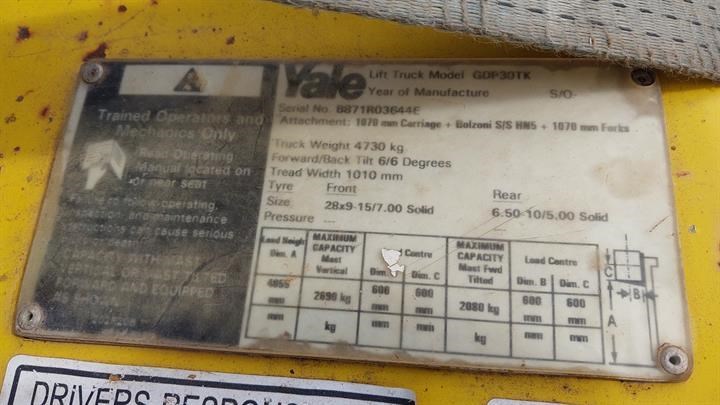 Trained Operators and
Mechanics Only
Read Operating
Manual located on
or near seat
Failure to follow operating,
inspection, and maintenance
instructions can cause serious
Yale
Lift Truck Model GDP30TK
Year of Manufacture S/O-
Serial No. B871R03644E
Attachment: 1070 mm Carriage + Bolzoni S/S HN5 + 1070 mm Forks
Truck Weight 4730 kg
Forward/Back Tilt 6/6 Degrees
Tread Width 1010 mm
Tyre Front Rear
Size 28x9-15/7.00 Solid 6.50-10/5.00 Solid
Pressure --- ---
MAXIMUM CAPACITY Mast Vertical
Load Centre
MAXIMUM CAPACITY Mast Fwd Tilted
Load Centre
Dim. A Dim. C Dim. B Dim. C
mm 2690 kg 600 mm 600 mm 2080 kg 600 mm 600 mm
mm kg mm mm kg mm mm
C
B
A
DRiVERS